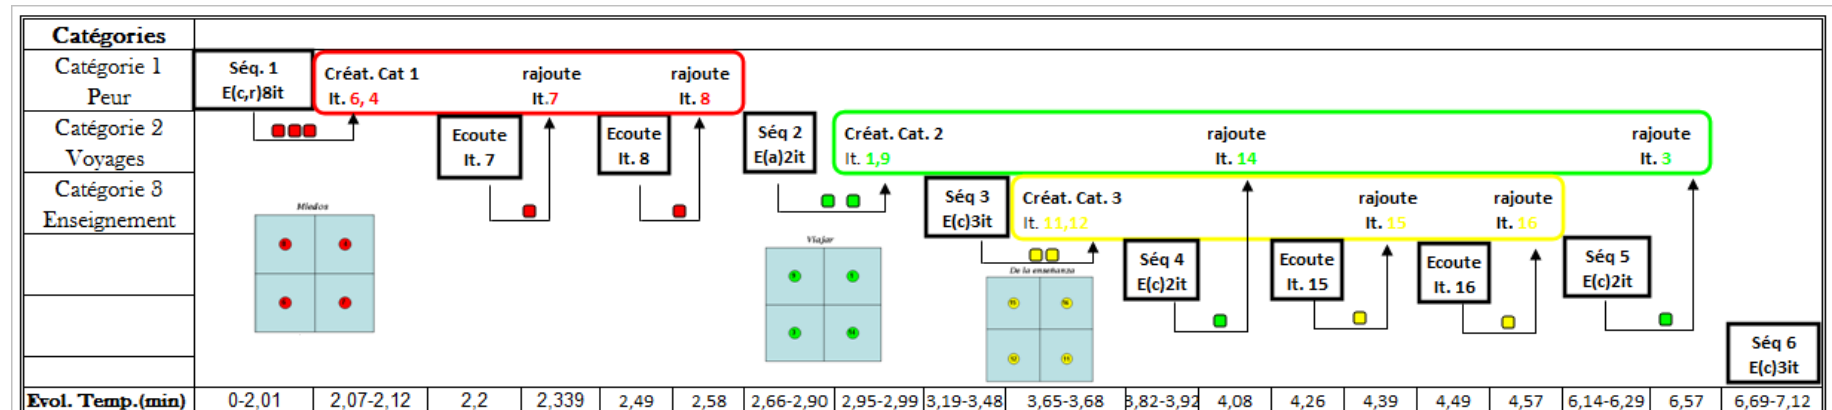 Catégories
Catégorie 1
Peur
Séq. 1
E(c,r)8it
Créat. Cat 1
It. 6, 4
rajoute
It.7
rajoute
It. 8
Catégorie 2
Voyages
Ecoute
It. 7
Ecoute
It. 8
Séq 2
E(a)2it
Créat. Cat. 2
It. 1,9
rajoute
It. 14
rajoute
It. 3
Catégorie 3
Enseignement
Séq 3
E(c)3it
Créat. Cat. 3
It. 11,12
rajoute
It. 15
rajoute
It. 16
Miedos
Viajar
De la enseñanza
Séq 4
E(c)2it
Ecoute
It. 15
Ecoute
It. 16
Séq 5
E(c)2it
Séq 6
E(c)3it
Evol. Temp.(min) 0-2,01 2,07-2,12 2,2 2,339 2,49 2,58 2,66-2,90 2,95-2,99 3,19-3,48 3,65-3,68 3,82-3,92 4,08 4,26 4,39 4,49 4,57 6,14-6,29 6,57 6,69-7,12